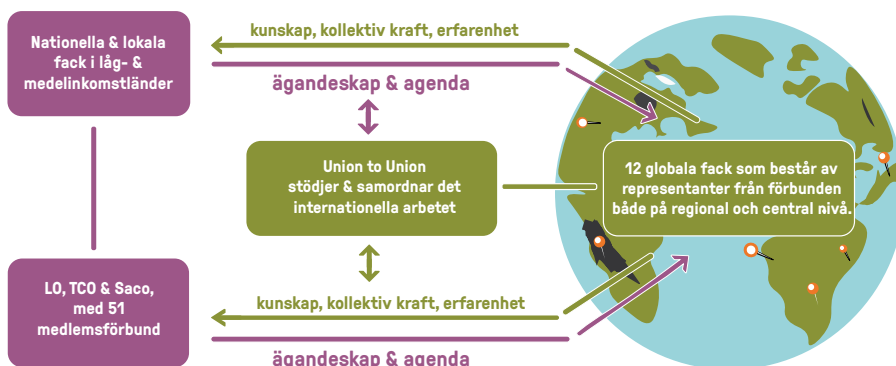 Nationella & lokala
fack i låg- &
medelinkomstländer
kunskap, kollektiv kraft, erfarenhet
ägandeskap & agenda
Union to Union
stödjer & samordnar det
internationella arbetet
12 globala fack som består av
representanter från förbunden
både på regional och central nivå.
LO, TCO & Saco,
med 51
medlemsförbund
kunskap, kollektiv kraft, erfarenhet
ägandeskap & agenda